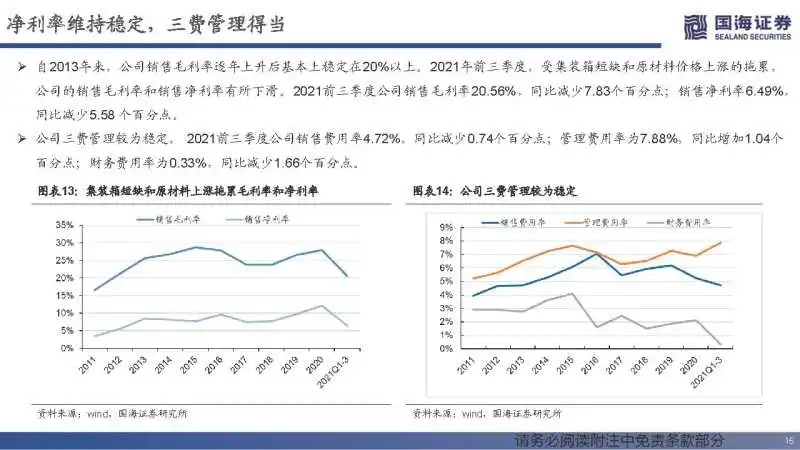 净利率维持稳定，三费管理得当
国海证券
SEALAND SECURITIES
➢ 自2013年来，公司销售毛利率逐年上升后基本上稳定在20%以上。2021年前三季度，受集装箱短缺和原材料价格上涨的拖累，
公司的销售毛利率和销售净利率有所下滑。2021前三季度公司销售毛利率20.56%，同比减少7.83个百分点；销售净利率6.49%，
同比减少5.58 个百分点。
➢ 公司三费管理较为稳定， 2021前三季度公司销售费用率4.72%，同比减少0.74个百分点；管理费用率为7.88%，同比增加1.04个
百分点；财务费用率为0.33%，同比减少1.66个百分点。
图表13：集装箱短缺和原材料上涨拖累毛利率和净利率
销售毛利率 销售净利率
35%
30%
25%
20%
15%
10%
5%
0%
2011 2012 2013 2014 2015 2016 2017 2018 2019 2020 2021Q1-3
资料来源：wind，国海证券研究所
图表14：公司三费管理较为稳定
销售费用率 管理费用率 财务费用率
9%
8%
7%
6%
5%
4%
3%
2%
1%
0%
2011 2012 2013 2014 2015 2016 2017 2018 2019 2020 2021Q1-3
资料来源：wind，国海证券研究所
请务必阅读附注中免责条款部分
15